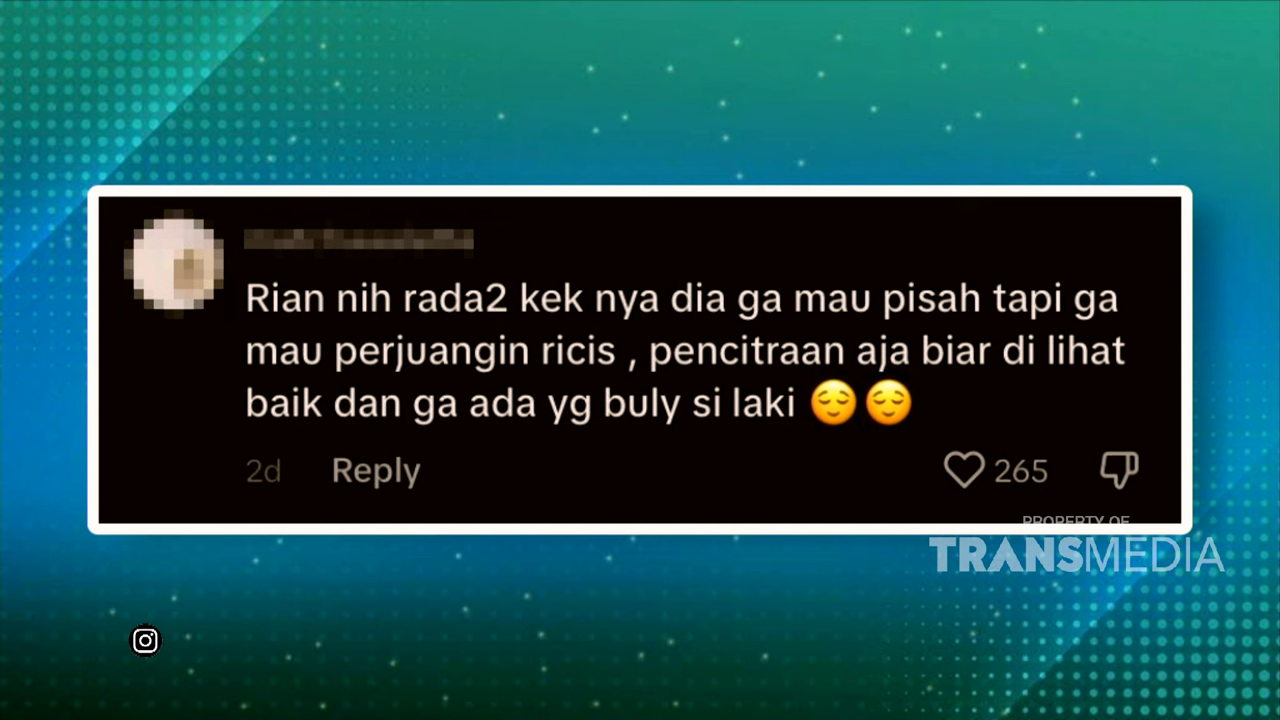 Rian nih rada2 kek nya dia ga mau pisah tapi ga
mau perjuangin ricis , pencitraan aja biar di lihat
baik dan ga ada yg buly si laki 😌😌
2d Reply 265
PROPERTY OF
TRANSMEDIA